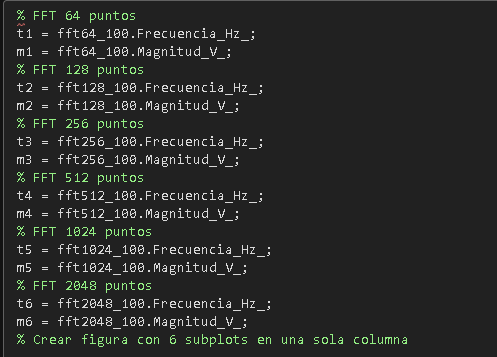 % FFT 64 puntos
t1 = fft64_100.Frecuencia_Hz_;
m1 = fft64_100.Magnitud_V_;
% FFT 128 puntos
t2 = fft128_100.Frecuencia_Hz_;
m2 = fft128_100.Magnitud_V_;
% FFT 256 puntos
t3 = fft256_100.Frecuencia_Hz_;
m3 = fft256_100.Magnitud_V_;
% FFT 512 puntos
t4 = fft512_100.Frecuencia_Hz_;
m4 = fft512_100.Magnitud_V_;
% FFT 1024 puntos
t5 = fft1024_100.Frecuencia_Hz_;
m5 = fft1024_100.Magnitud_V_;
% FFT 2048 puntos
t6 = fft2048_100.Frecuencia_Hz_;
m6 = fft2048_100.Magnitud_V_;
% Crear figura con 6 subplots en una sola columna